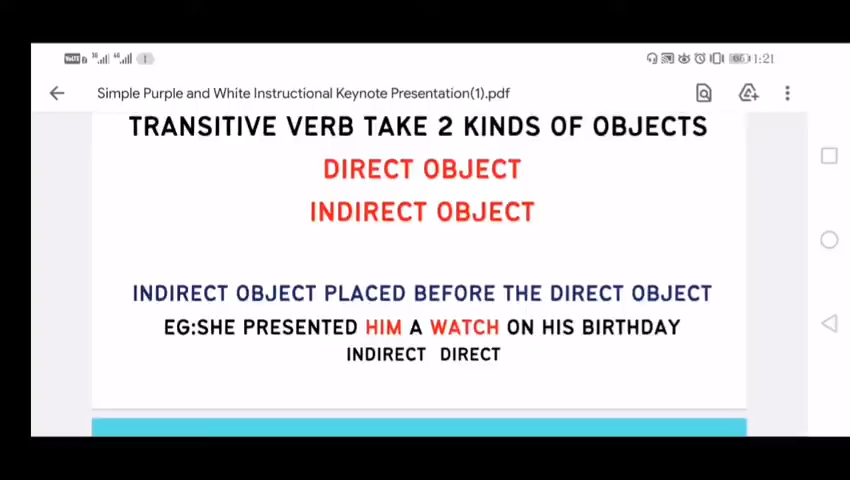 1:21
Simple Purple and White Instructional Keynote Presentation(1).pdf
TRANSITIVE VERB TAKE 2 KINDS OF OBJECTS
DIRECT OBJECT
INDIRECT OBJECT
INDIRECT OBJECT PLACED BEFORE THE DIRECT OBJECT
EG:SHE PRESENTED HIM A WATCH ON HIS BIRTHDAY
INDIRECT DIRECT